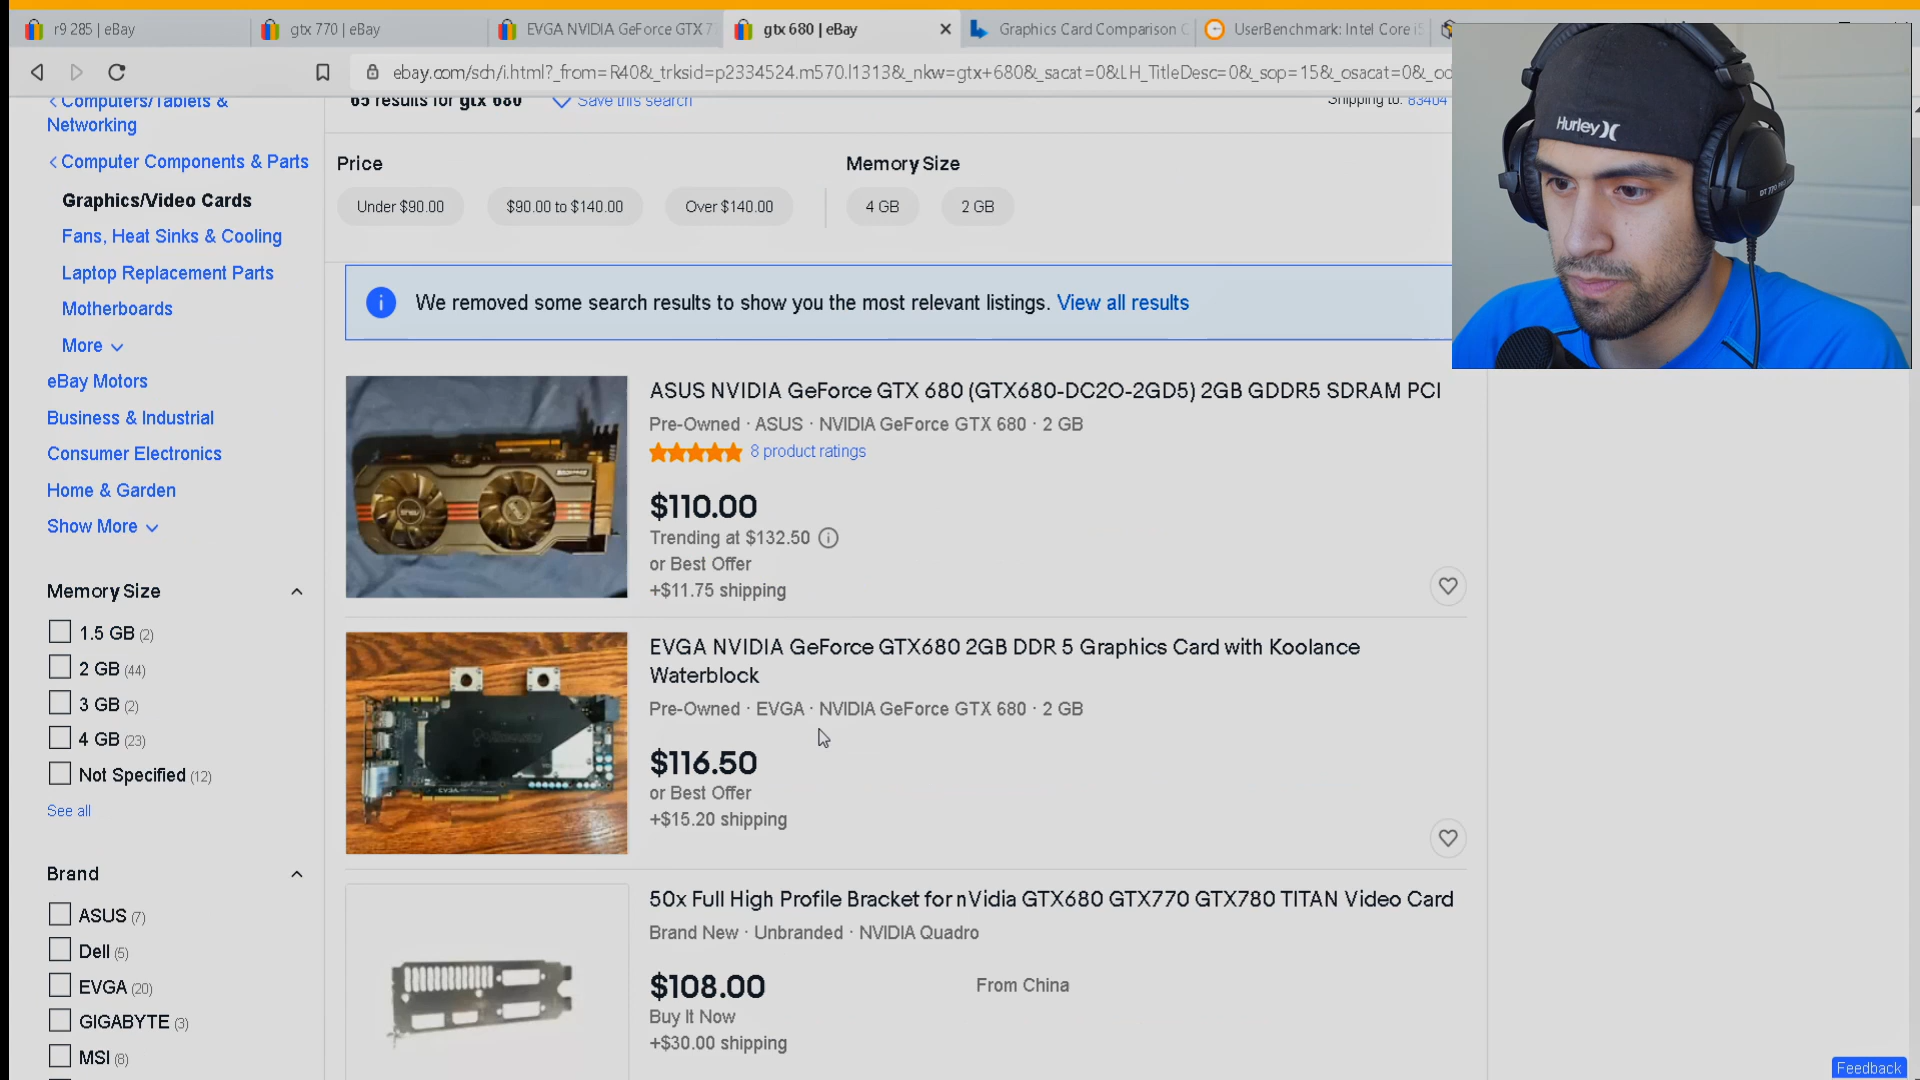 r9 285 | eBay
gtx 770 | eBay
EVGA NVIDIA GeForce GTX 77
gtx 680 | eBay
Graphics Card Comparison
UserBenchmark: Intel Core i5
ebay.com/sch/i.html?_from=R40&_trksid=p2334524.m570.l1313&_nkw=gtx+680&_sacat=0&LH_TitleDesc=0&_sop=15&_osacat=0&_od
Computers/Tablets &
Networking
Computer Components & Parts
Graphics/Video Cards
Fans, Heat Sinks & Cooling
Laptop Replacement Parts
Motherboards
More
eBay Motors
Business & Industrial
Consumer Electronics
Home & Garden
Show More
Memory Size
1.5 GB (2)
2 GB (44)
3 GB (2)
4 GB (23)
Not Specified (12)
See all
Brand
ASUS (7)
Dell (5)
EVGA (20)
GIGABYTE (3)
MSI (8)
65 results for gtx 680
Save this search
Shipping to: 83404
Price
Under $90.00
$90.00 to $140.00
Over $140.00
Memory Size
4 GB
2 GB
We removed some search results to show you the most relevant listings. View all results
ASUS NVIDIA GeForce GTX 680 (GTX680-DC2O-2GD5) 2GB GDDR5 SDRAM PCI
Pre-Owned · ASUS · NVIDIA GeForce GTX 680 · 2 GB
8 product ratings
$110.00
Trending at $132.50
or Best Offer
+$11.75 shipping
EVGA NVIDIA GeForce GTX680 2GB DDR 5 Graphics Card with Koolance
Waterblock
Pre-Owned · EVGA · NVIDIA GeForce GTX 680 · 2 GB
$116.50
or Best Offer
+$15.20 shipping
50x Full High Profile Bracket for nVidia GTX680 GTX770 GTX780 TITAN Video Card
Brand New · Unbranded · NVIDIA Quadro
$108.00
From China
Buy It Now
+$30.00 shipping
Hurley
DT 770 PRO
Feedback